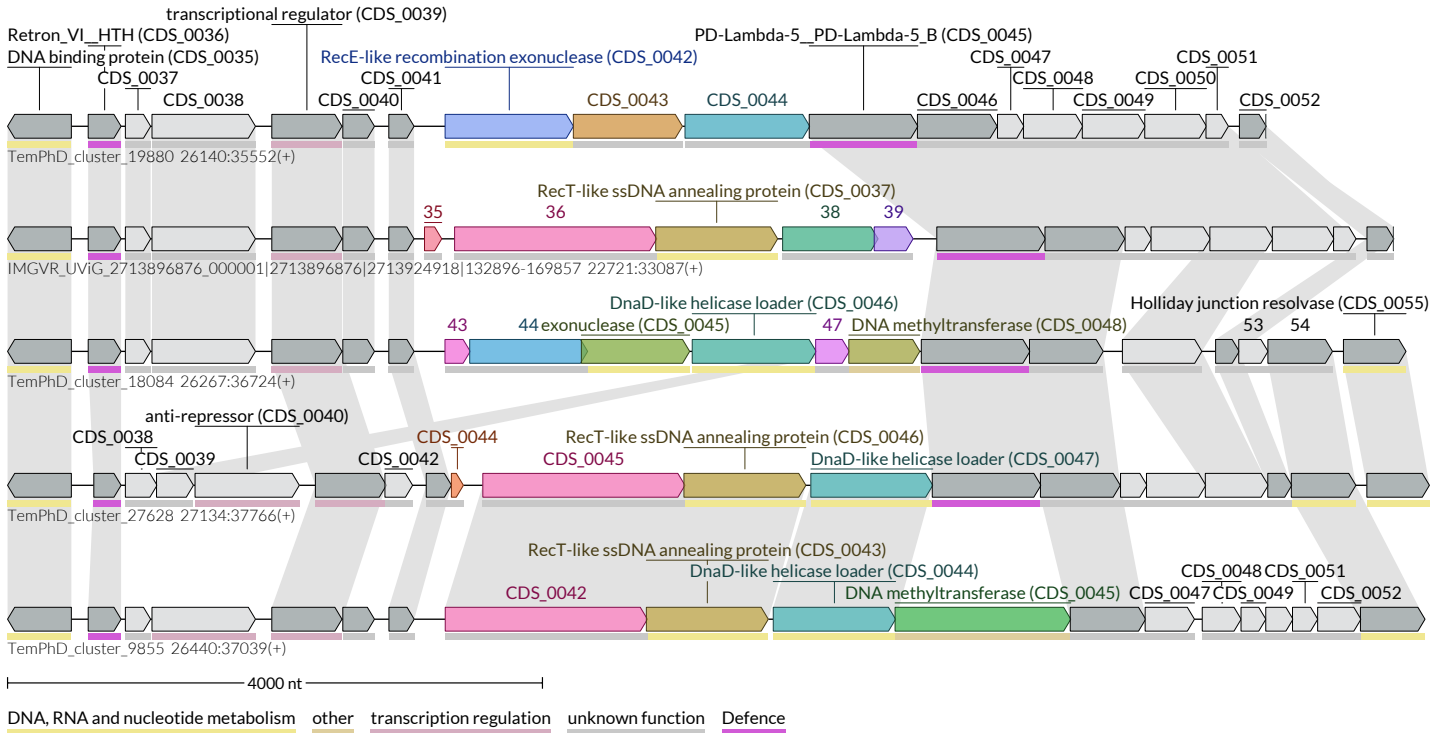 transcriptional regulator (CDS_0039)
Retron_VI__HTH (CDS_0036)
PD-Lambda-5__PD-Lambda-5_B (CDS_0045)
DNA binding protein (CDS_0035)
RecE-like recombination exonuclease (CDS_0042)
CDS_0047
CDS_0051
CDS_0037
CDS_0041
CDS_0048
CDS_0050
CDS_0038
CDS_0040
CDS_0043
CDS_0044
CDS_0046
CDS_0049
CDS_0052
TemPhD_cluster_19880 26140:35552(+)
RecT-like ssDNA annealing protein (CDS_0037)
35
36
38
39
IMGVR_UViG_2713896876_000001|2713896876|2713924918|132896-169857 22721:33087(+)
DnaD-like helicase loader (CDS_0046)
Holliday junction resolvase (CDS_0055)
43
44
exonuclease (CDS_0045)
47
DNA methyltransferase (CDS_0048)
53
54
TemPhD_cluster_18084 26267:36724(+)
anti-repressor (CDS_0040)
CDS_0038
CDS_0044
RecT-like ssDNA annealing protein (CDS_0046)
CDS_0039
CDS_0042
CDS_0045
DnaD-like helicase loader (CDS_0047)
TemPhD_cluster_27628 27134:37766(+)
RecT-like ssDNA annealing protein (CDS_0043)
DnaD-like helicase loader (CDS_0044)
CDS_0048
CDS_0051
CDS_0042
DNA methyltransferase (CDS_0045)
CDS_0047
CDS_0049
CDS_0052
TemPhD_cluster_9855 26440:37039(+)
4000 nt
DNA, RNA and nucleotide metabolism
other
transcription regulation
unknown function
Defence